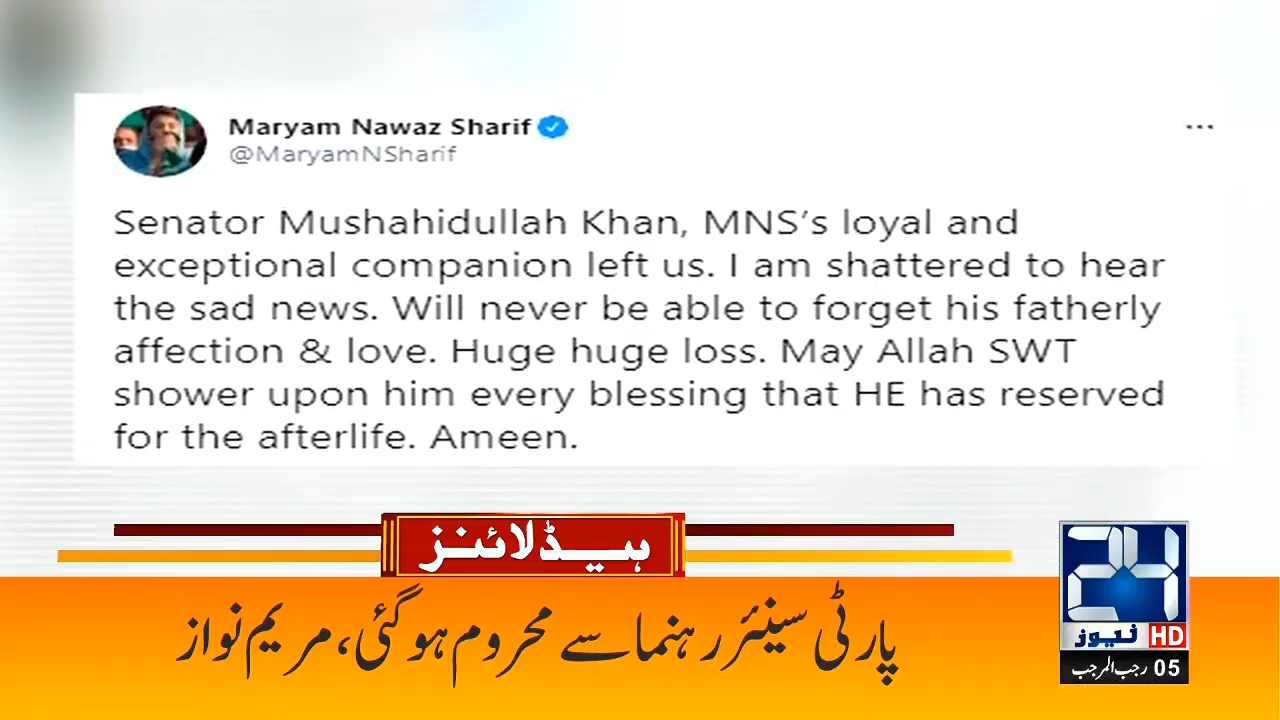 Maryam Nawaz Sharif
@MaryamNSharif
Senator Mushahidullah Khan, MNS’s loyal and
exceptional companion left us. I am shattered to hear
the sad news. Will never be able to forget his fatherly
affection & love. Huge huge loss. May Allah SWT
shower upon him every blessing that HE has reserved
for the afterlife. Ameen.
ہیڈلائنز
پارٹی سینئر رہنما سے محروم ہوگئی، مریم نواز
24
نیوز HD
05 رجب المرجب